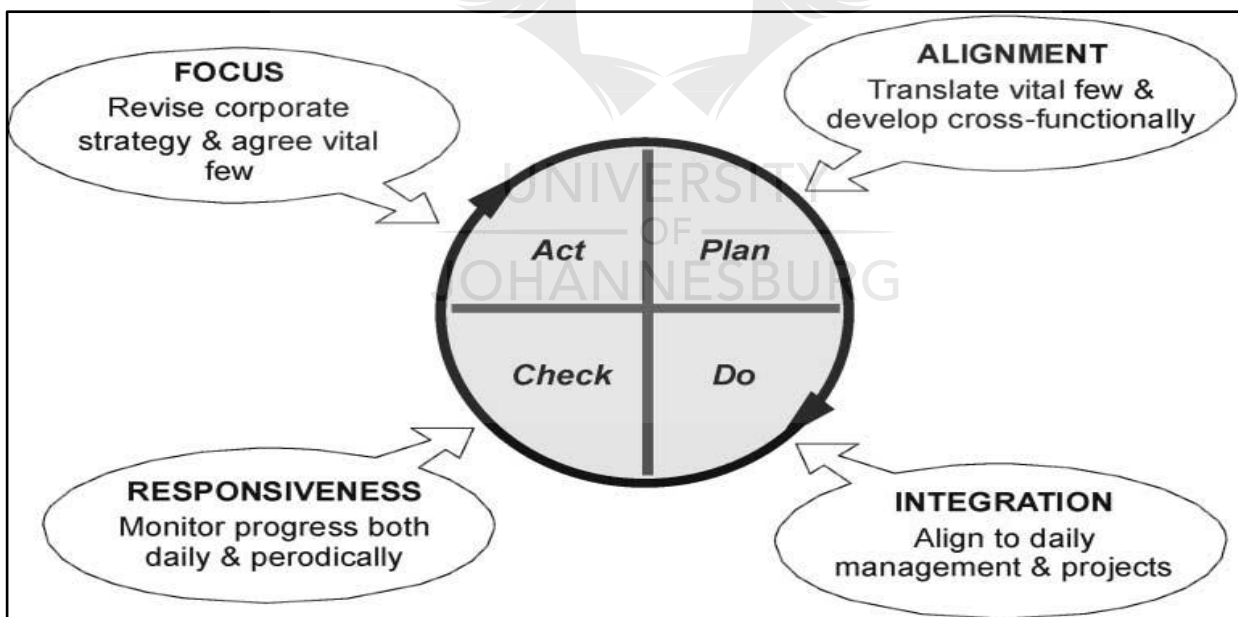 FOCUS
Revise corporate
strategy & agree vital
few
ALIGNMENT
Translate vital few &
develop cross-functionally
UNIVERSITY
OF
JOHANNESBURG
Act
Plan
Check
Do
RESPONSIVENESS
Monitor progress both
daily & perodically
INTEGRATION
Align to daily
management & projects